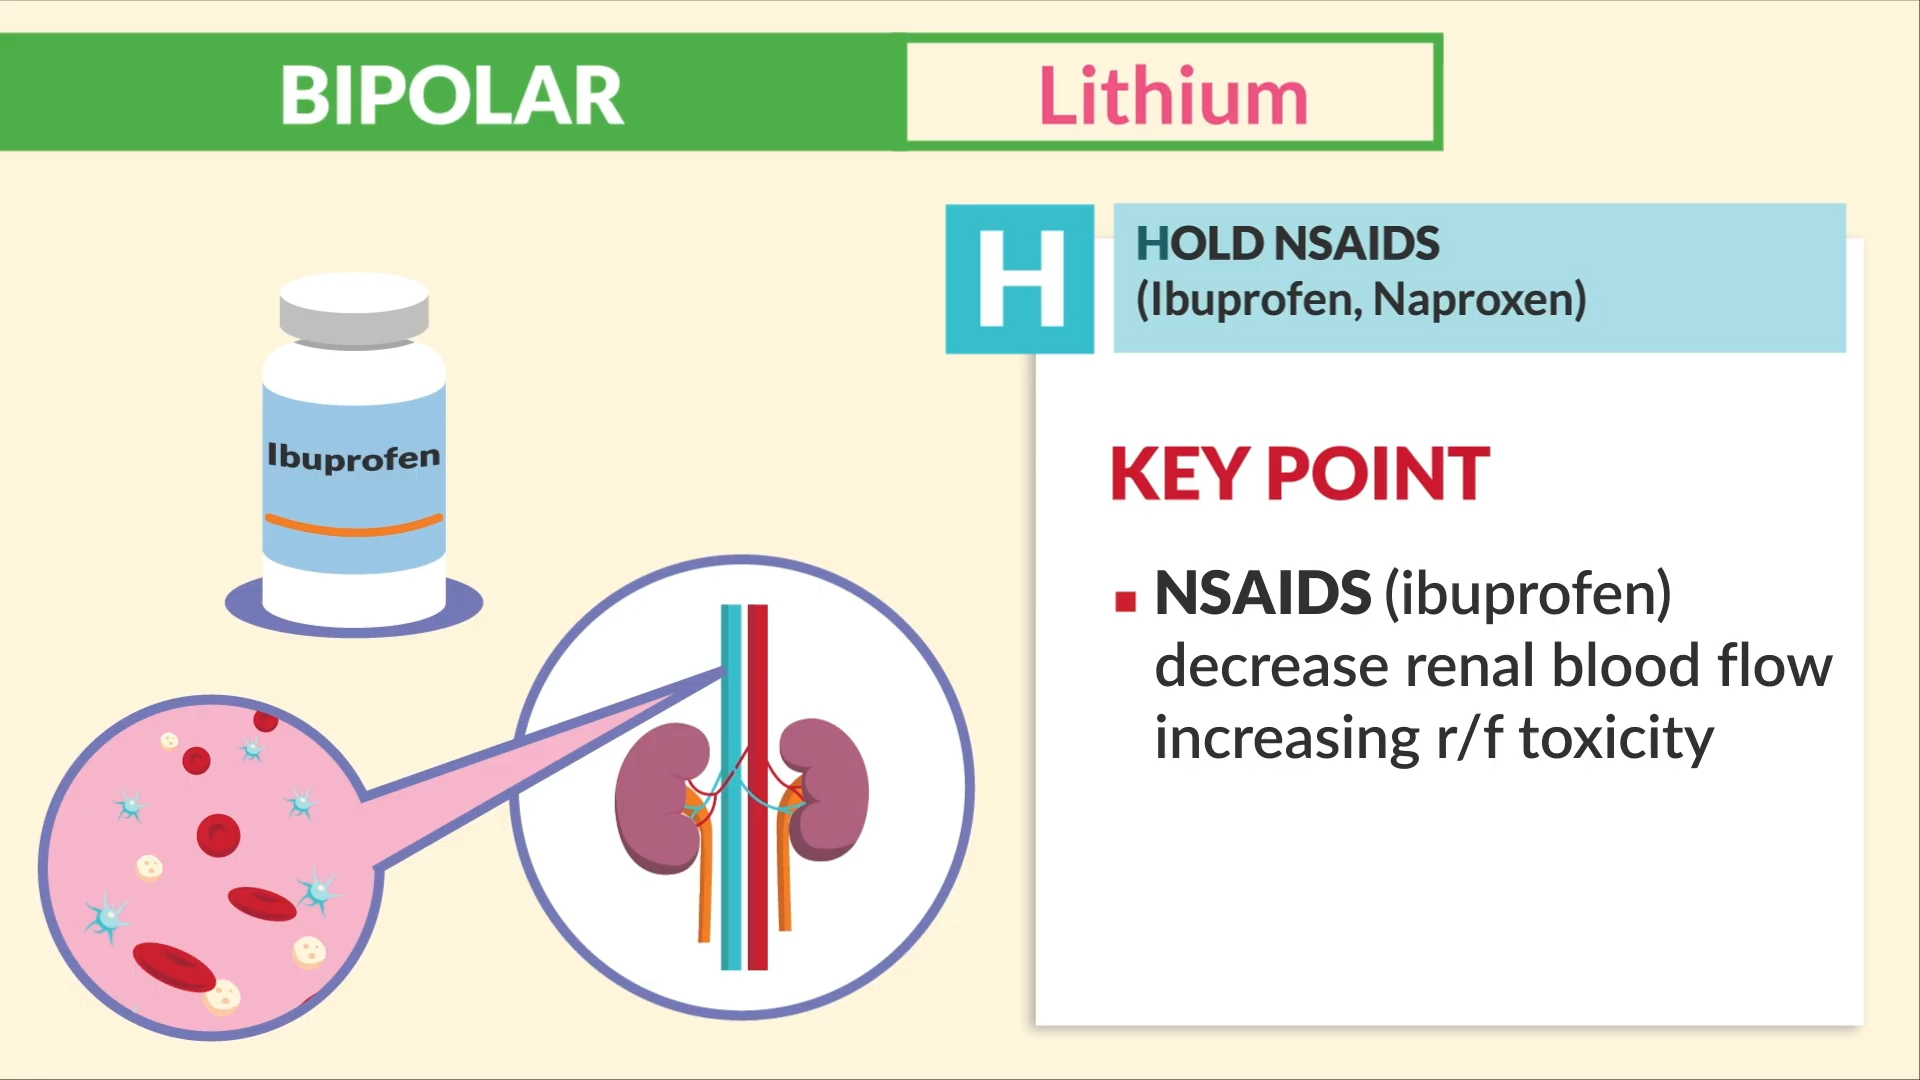 BIPOLAR
Lithium
H
HOLD NSAIDS
(Ibuprofen, Naproxen)
Ibuprofen
KEY POINT
▪ NSAIDS (ibuprofen)
decrease renal blood flow
increasing r/f toxicity